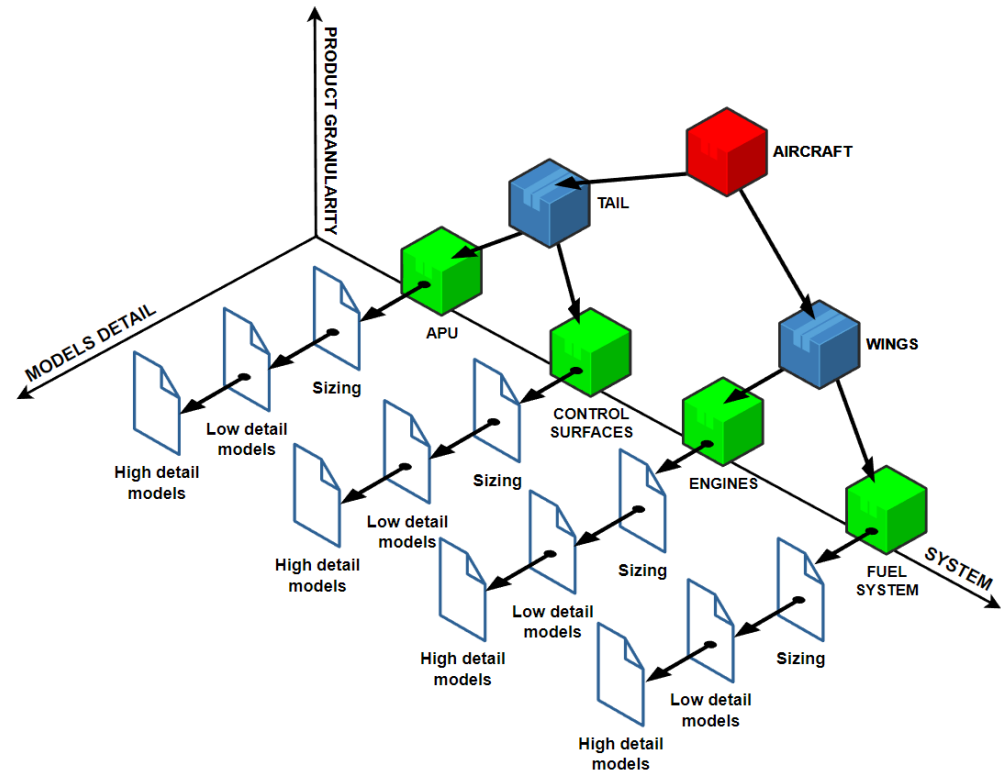 PRODUCT GRANULARITY
AIRCRAFT
TAIL
MODELS DETAIL
APU
WINGS
Sizing
CONTROL
SURFACES
Low detail
models
High detail
models
Sizing
ENGINES
Low detail
models
High detail
models
SYSTEM
FUEL
SYSTEM
Sizing
Low detail
models
High detail
models
Sizing
Low detail
models
High detail
models